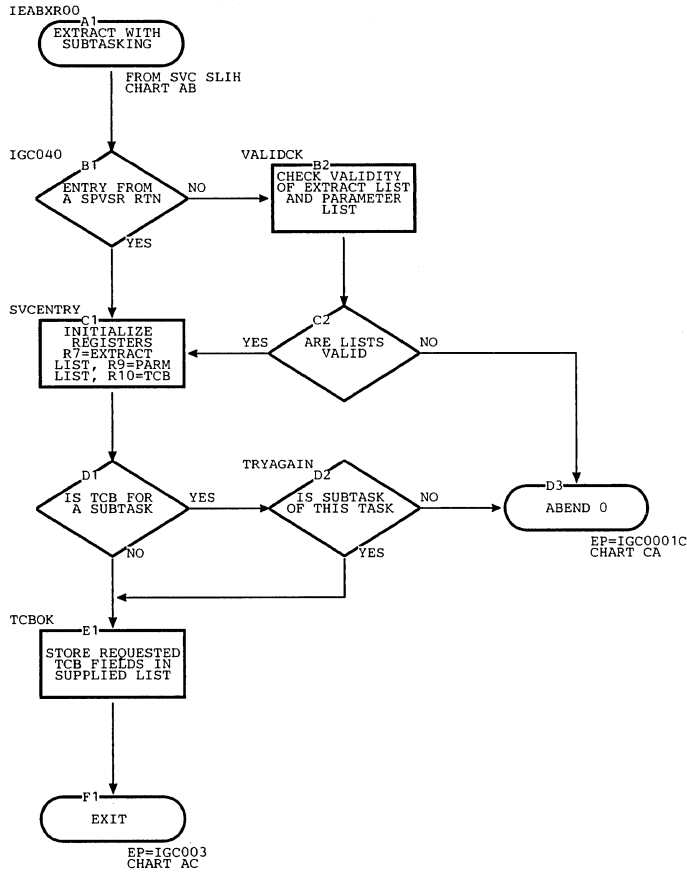 IEABXR00
A1
EXTRACT WITH
SUBTASKING
FROM SVC SLIH
CHART AB
IGC040
B1
ENTRY FROM
A SPVSR RTN
NO
YES
VALIDCK
B2
CHECK VALIDITY
OF EXTRACT LIST
AND PARAMETER
LIST
SVCENTRY
C1
INITIALIZE
REGISTERS
R7=EXTRACT
LIST, R9=PARM
LIST, R10=TCB
YES
C2
ARE LISTS
VALID
NO
D1
IS TCB FOR
A SUBTASK
YES
NO
TRYAGAIN
D2
IS SUBTASK
OF THIS TASK
NO
YES
D3
ABEND 0
EP=IGC0001C
CHART CA
TCBOK
E1
STORE REQUESTED
TCB FIELDS IN
SUPPLIED LIST
F1
EXIT
EP=IGC003
CHART AC